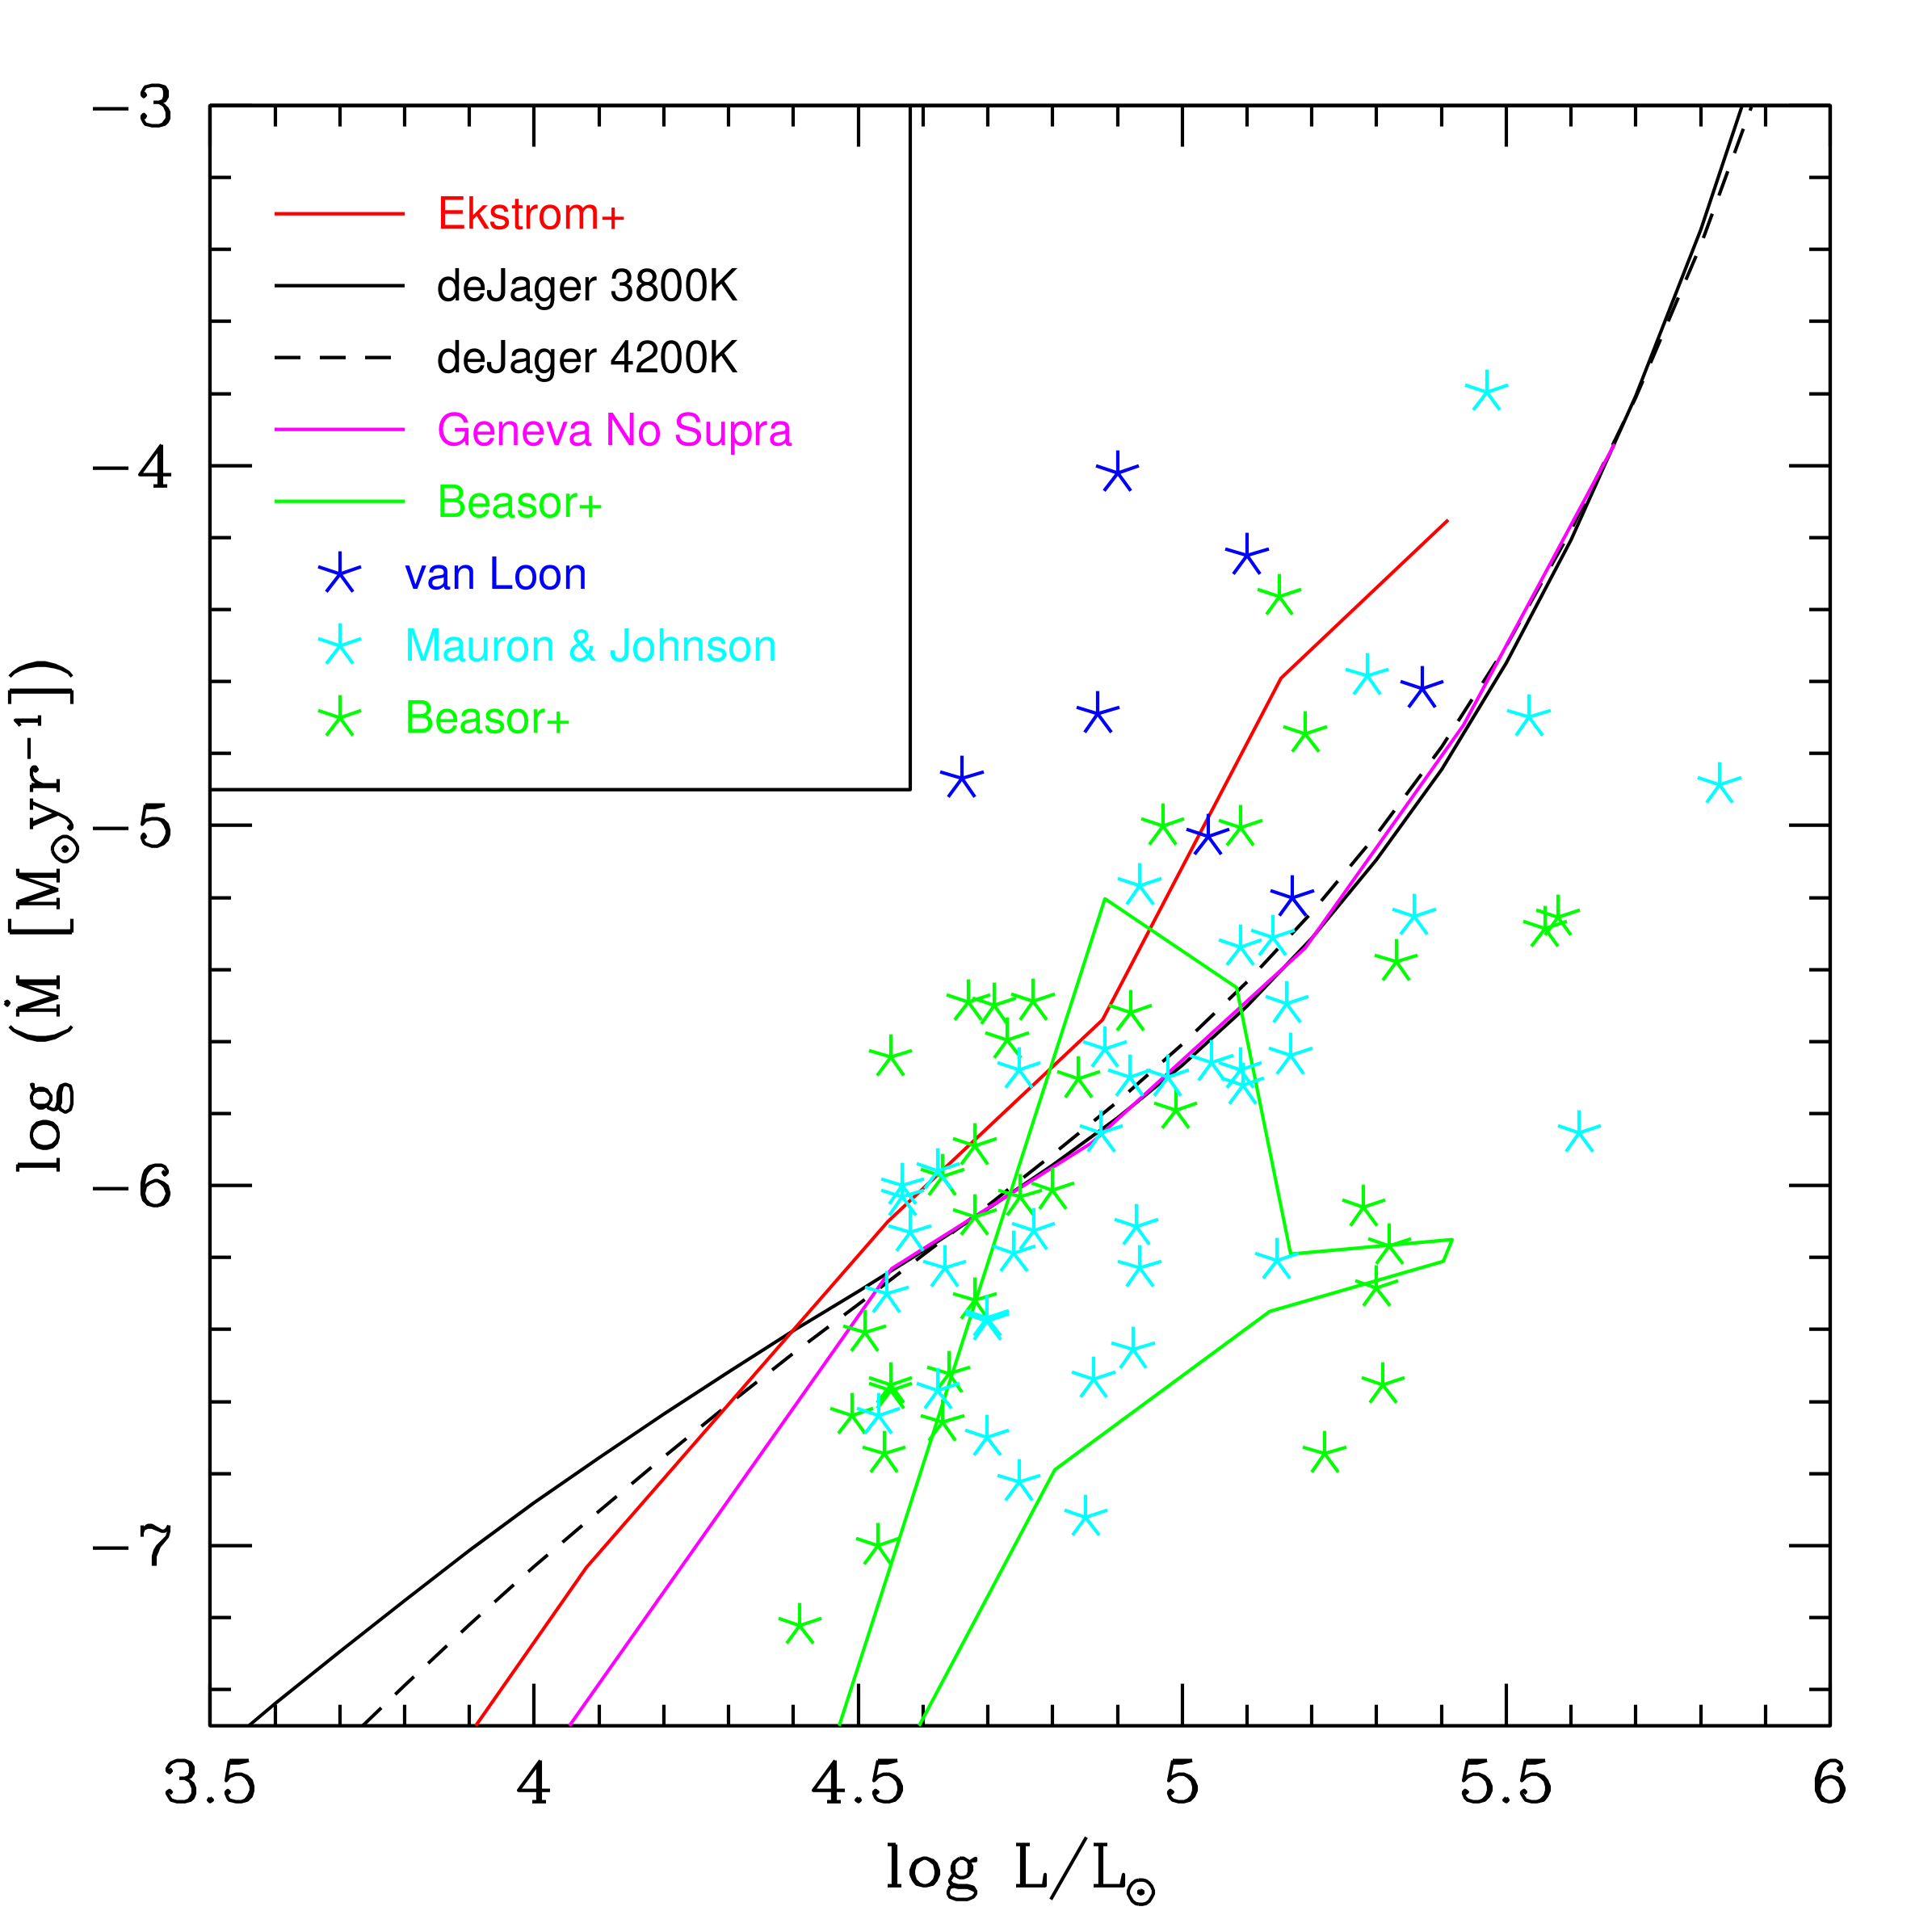 −3
−4
−5
−6
−7
log (Ṁ [M⊙yr⁻¹])
Ekstrom+
deJager 3800K
deJager 4200K
Geneva No Supra
Beasor+
van Loon
Mauron & Johnson
Beasor+
3.5 4 4.5 5 5.5 6
log L/L⊙